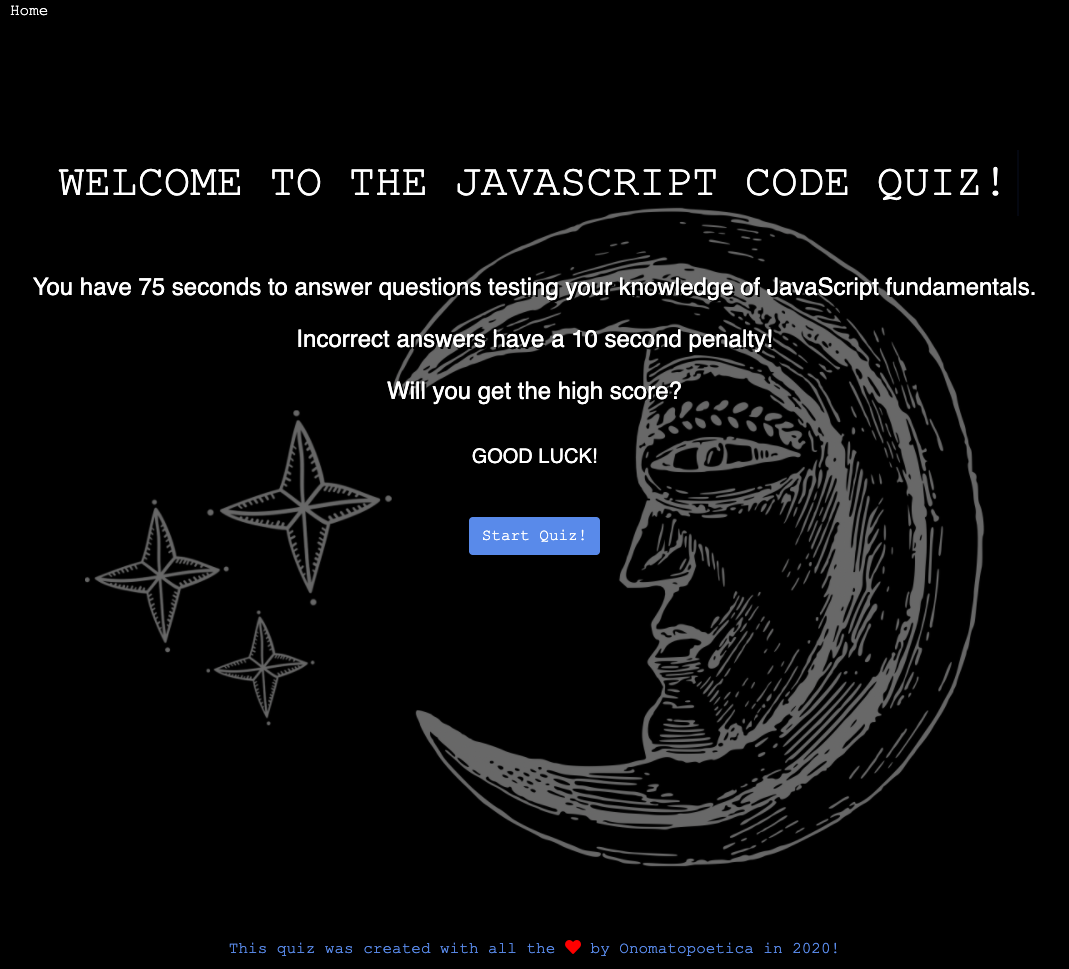 Home
WELCOME TO THE JAVASCRIPT CODE QUIZ!
You have 75 seconds to answer questions testing your knowledge of JavaScript fundamentals.
Incorrect answers have a 10 second penalty!
Will you get the high score?
GOOD LUCK!
Start Quiz!
This quiz was created with all the ❤ by Onomatopoetica in 2020!